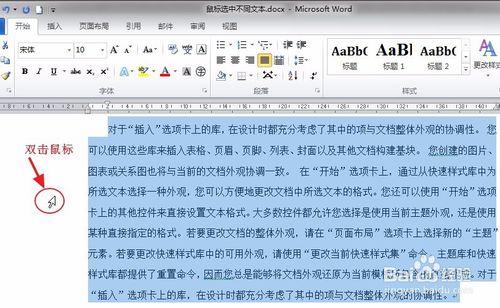 鼠标选中不同文本.docx - Microsoft Word
开始 插入 页面布局 引用 邮件 审阅 视图
宋体 10
AaBb( AaBb AaBbC
标题 标题 1 副标题 更改样式
剪贴板 字体 段落 样式
双击鼠标
对于“插入”选项卡上的库，在设计时都充分考虑了其中的项与文档整体外观的协调性。 您
可以使用这些库来插入表格、页眉、页脚、列表、封面以及其他文档构建基块。 您创建的图片、
图表或关系图也将与当前的文档外观协调一致。 在“开始”选项卡上，通过从快速样式库中为
所选文本选择一种外观，您可以方便地更改文档中所选文本的格式。您还可以使用“开始”选项
卡上的其他控件来直接设置文本格式。大多数控件都允许您选择是使用当前主题外观，还是使用
某种直接指定的格式。若要更改文档的整体外观，请在“页面布局”选项卡上选择新的“主题”
元素。若要更改快速样式库中的可用外观，请使用“更改当前快速样式集”命令。主题库和快速
样式库都提供了重置命令，因而您总是能够将文档外观还原为当前模板中
对于
“插入”选项卡上的库，在设计时都充分考虑了其中的项与文档整体外观的协调性。
Baidu 百科经验